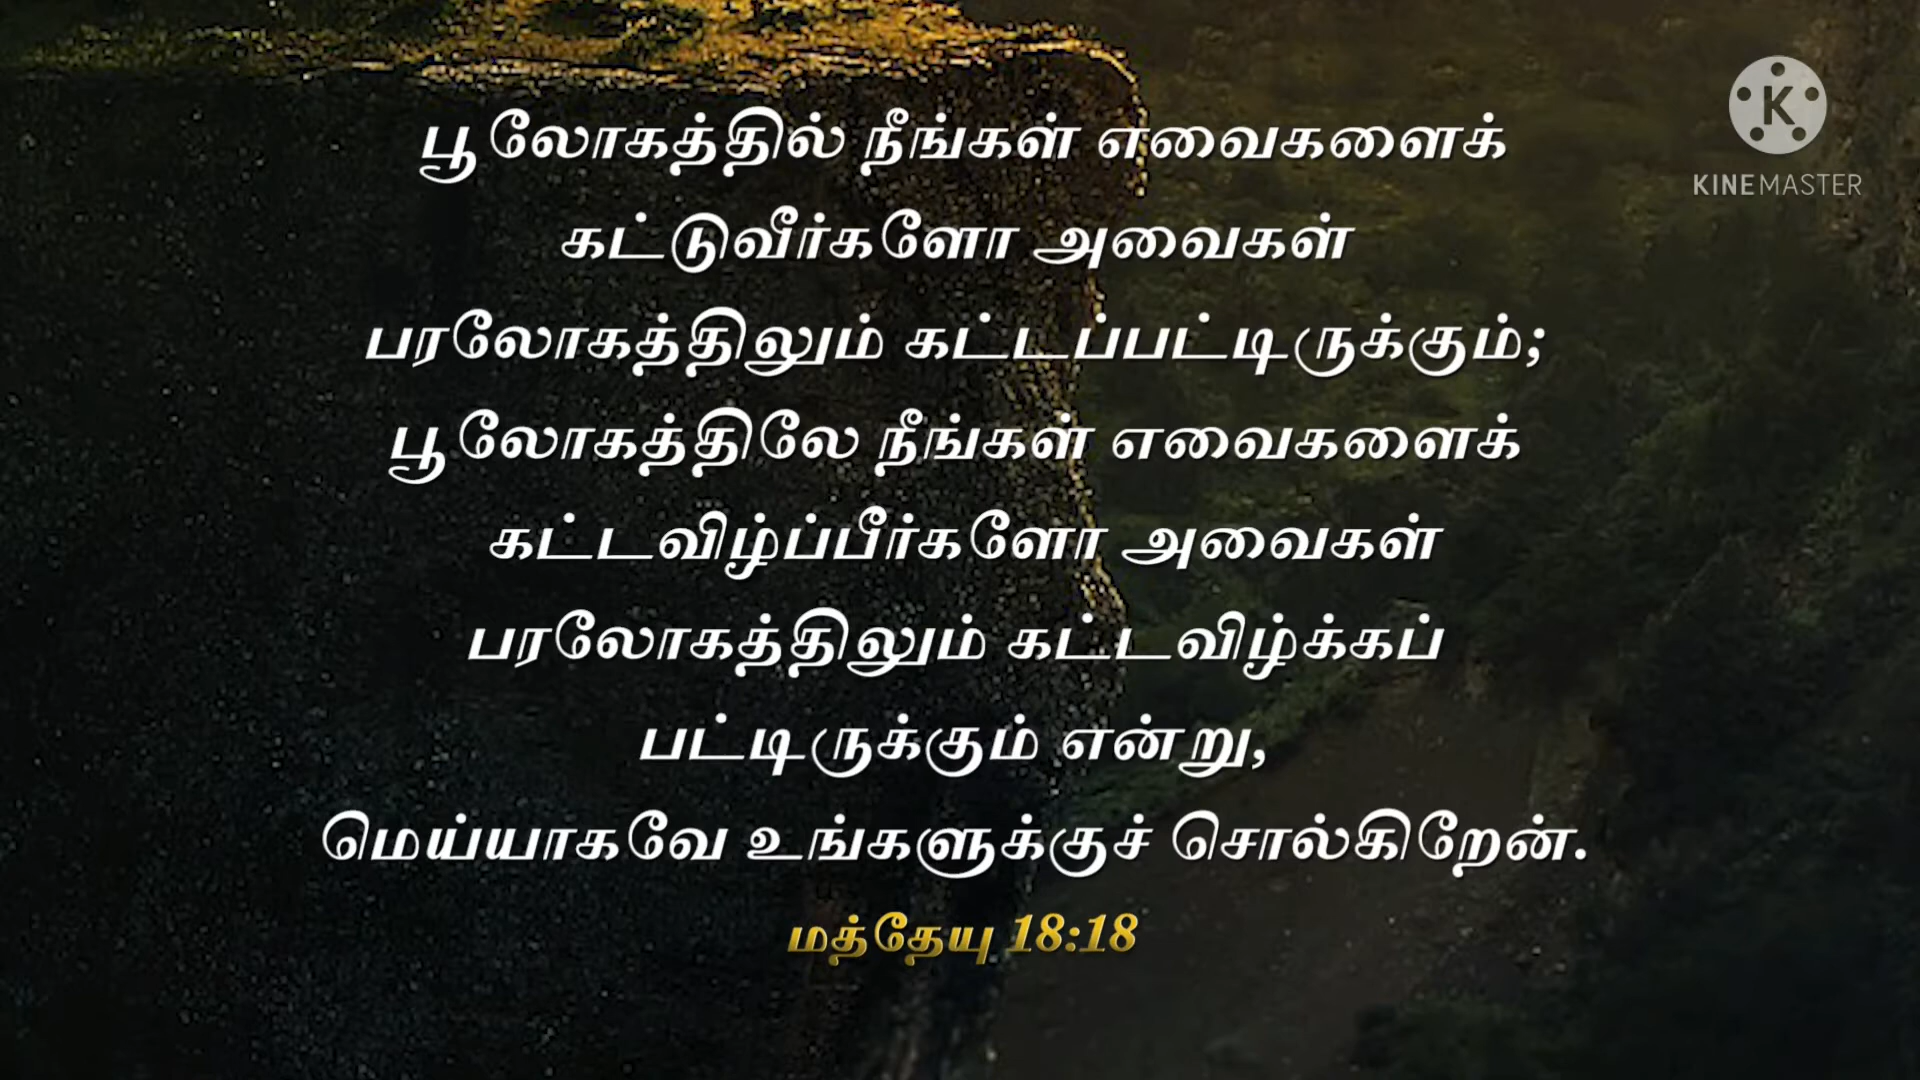 பூலோகத்தில் நீங்கள் எவைகளைக்
கட்டுவீர்களோ அவைகள்
பரலோகத்திலும் கட்டப்பட்டிருக்கும்;
பூலோகத்திலே நீங்கள் எவைகளைக்
கட்டவிழ்ப்பீர்களோ அவைகள்
பரலோகத்திலும் கட்டவிழ்க்கப்
பட்டிருக்கும் என்று,
மெய்யாகவே உங்களுக்குச் சொல்கிறேன்.
மத்தேயு 18:18
K
KINEMASTER